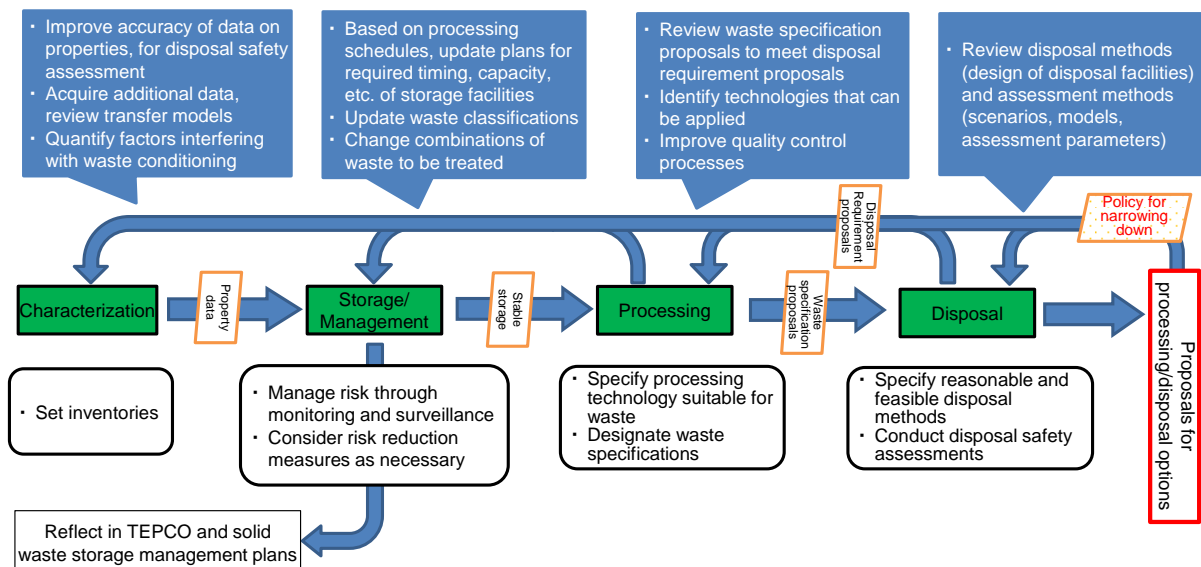 ・ Improve accuracy of data on
properties, for disposal safety
assessment
・ Acquire additional data,
review transfer models
・ Quantify factors interfering
with waste conditioning
・ Based on processing
schedules, update plans for
required timing, capacity,
etc. of storage facilities
・ Update waste classifications
・ Change combinations of
waste to be treated
・ Review waste specification
proposals to meet disposal
requirement proposals
・ Identify technologies that can
be applied
・ Improve quality control
processes
・ Review disposal methods
(design of disposal facilities)
and assessment methods
(scenarios, models,
assessment parameters)
Disposal
Requirement
proposals
Policy for
narrowing
down
Characterization
Property
data
Storage/
Management
Stable
storage
Processing
Waste
specification
proposals
Disposal
Proposals for
processing/disposal options
・ Set inventories
・ Manage risk through
monitoring and surveillance
・ Consider risk reduction
measures as necessary
・ Specify processing
technology suitable for
waste
・ Designate waste
specifications
・ Specify reasonable and
feasible disposal
methods
・ Conduct disposal safety
assessments
Reflect in TEPCO and solid
waste storage management plans